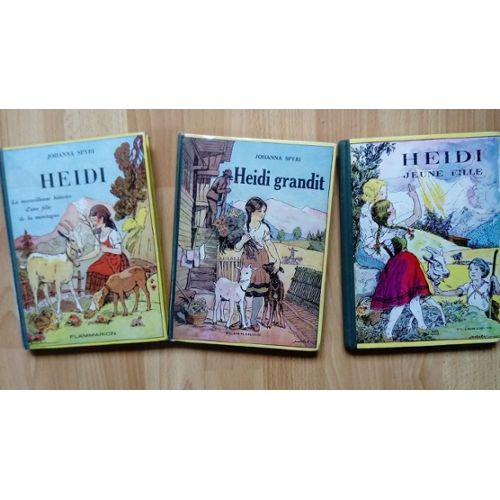 JOHANNA SPYRI
HEIDI
La merveilleuse histoire
d'une fille
de la montagne
FLAMMARION
JOHANNA SPYRI
Heidi grandit
FLAMMARION
HEIDI
JEUNE FILLE
FLAMMARION